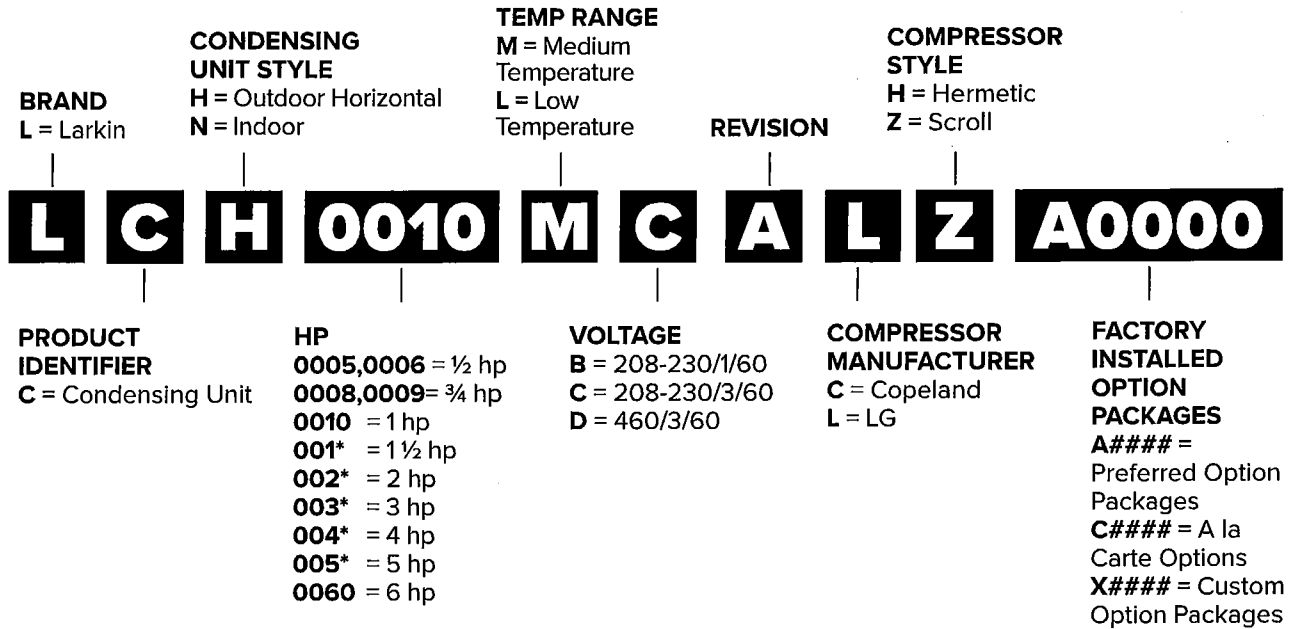 BRAND
L = Larkin
CONDENSING
UNIT STYLE
H = Outdoor Horizontal
N = Indoor
TEMP RANGE
M = Medium
Temperature
L = Low
Temperature
REVISION
COMPRESSOR
STYLE
H = Hermetic
Z = Scroll
L C H 0010 M C A L Z A0000
PRODUCT
IDENTIFIER
C = Condensing Unit
HP
0005,0006 = ½ hp
0008,0009= ¾ hp
0010 = 1 hp
001* = 1 ½ hp
002* = 2 hp
003* = 3 hp
004* = 4 hp
005* = 5 hp
0060 = 6 hp
VOLTAGE
B = 208-230/1/60
C = 208-230/3/60
D = 460/3/60
COMPRESSOR
MANUFACTURER
C = Copeland
L = LG
FACTORY
INSTALLED
OPTION
PACKAGES
A#### =
Preferred Option
Packages
C#### = A la
Carte Options
X#### = Custom
Option Packages